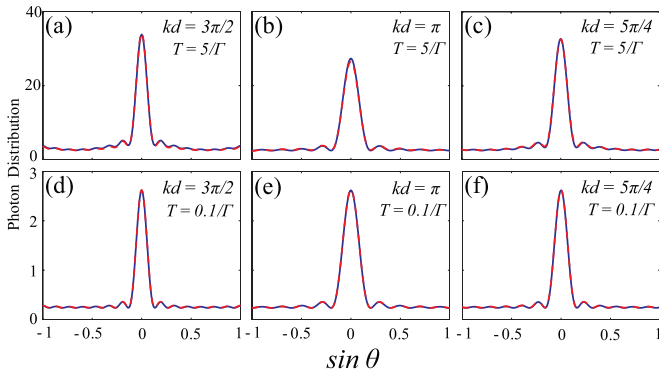 (a) kd = 3π/2 (b) kd = π (c) kd = 5π/4
T = 5/Γ T = 5/Γ T = 5/Γ
40
20
0
(d) kd = 3π/2 (e) kd = π (f) kd = 5π/4
T = 0.1/Γ T = 0.1/Γ T = 0.1/Γ
3
2
1
0
Photon Distribution
-1 -0.5 0 0.5 1 -0.5 0 0.5 1 -0.5 0 0.5 1
sin θ